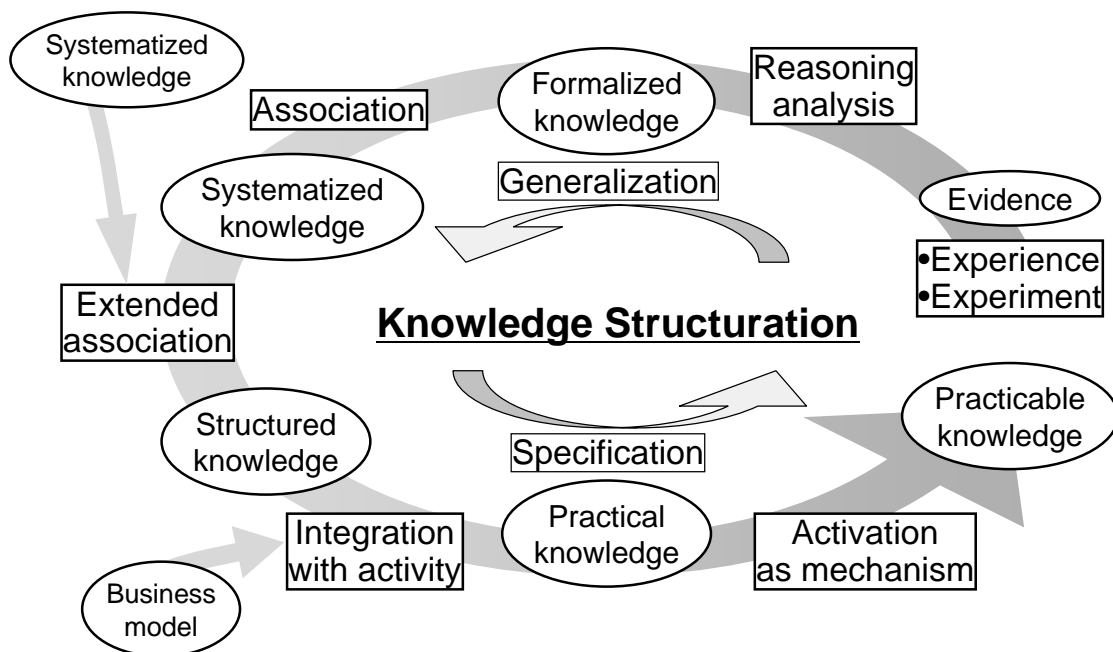 Systematized
knowledge
Association
Formalized
knowledge
Reasoning
analysis
Systematized
knowledge
Generalization
Evidence
•Experience
•Experiment
Extended
association
Knowledge Structuration
Structured
knowledge
Specification
Practicable
knowledge
Integration
with activity
Practical
knowledge
Activation
as mechanism
Business
model